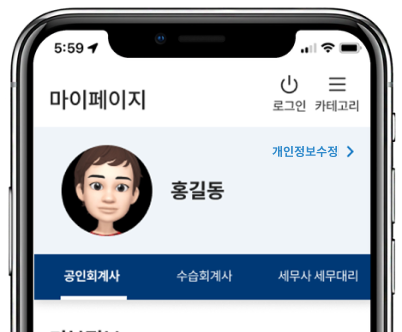 5:59
마이페이지
로그인 카테고리
개인정보수정
홍길동
공인회계사 수습회계사 세무사 세무대리